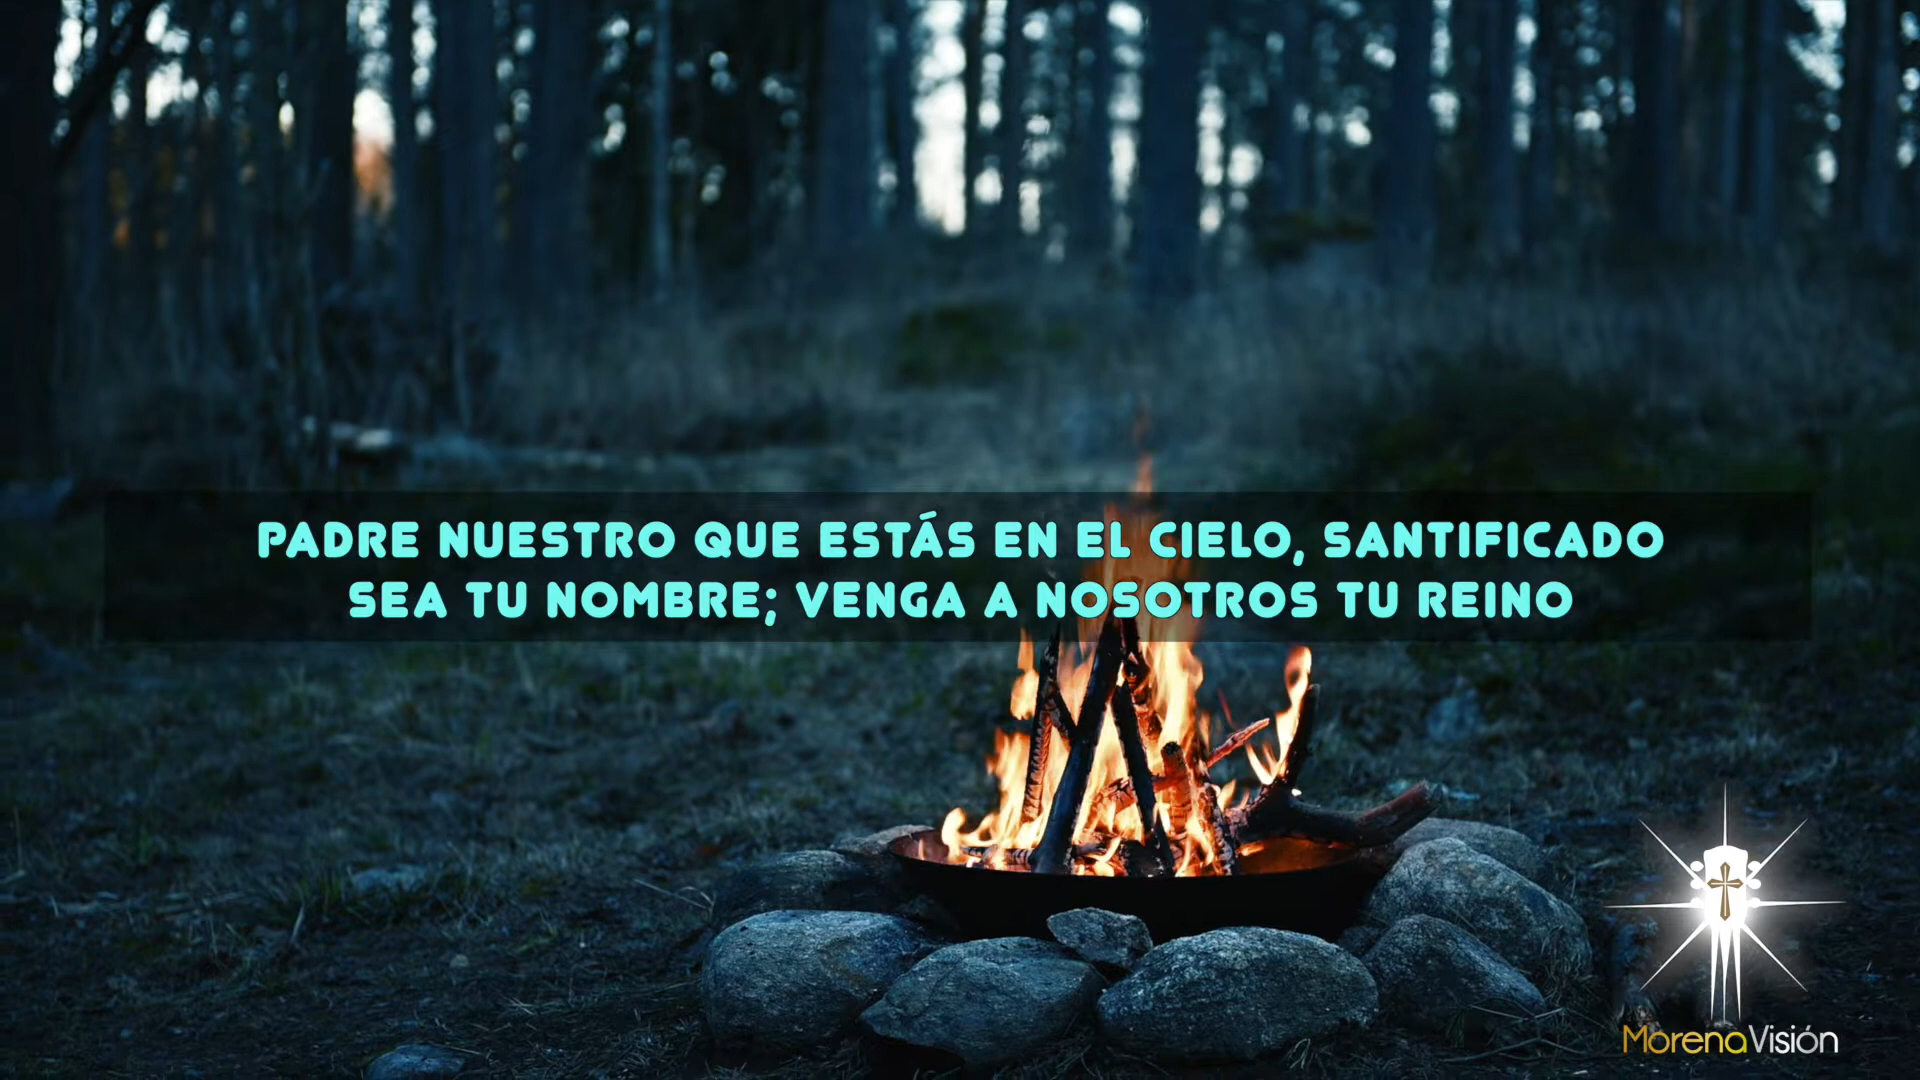 PADRE NUESTRO QUE ESTÁS EN EL CIELO, SANTIFICADO
SEA TU NOMBRE; VENGA A NOSOTROS TU REINO
MorenaVisión